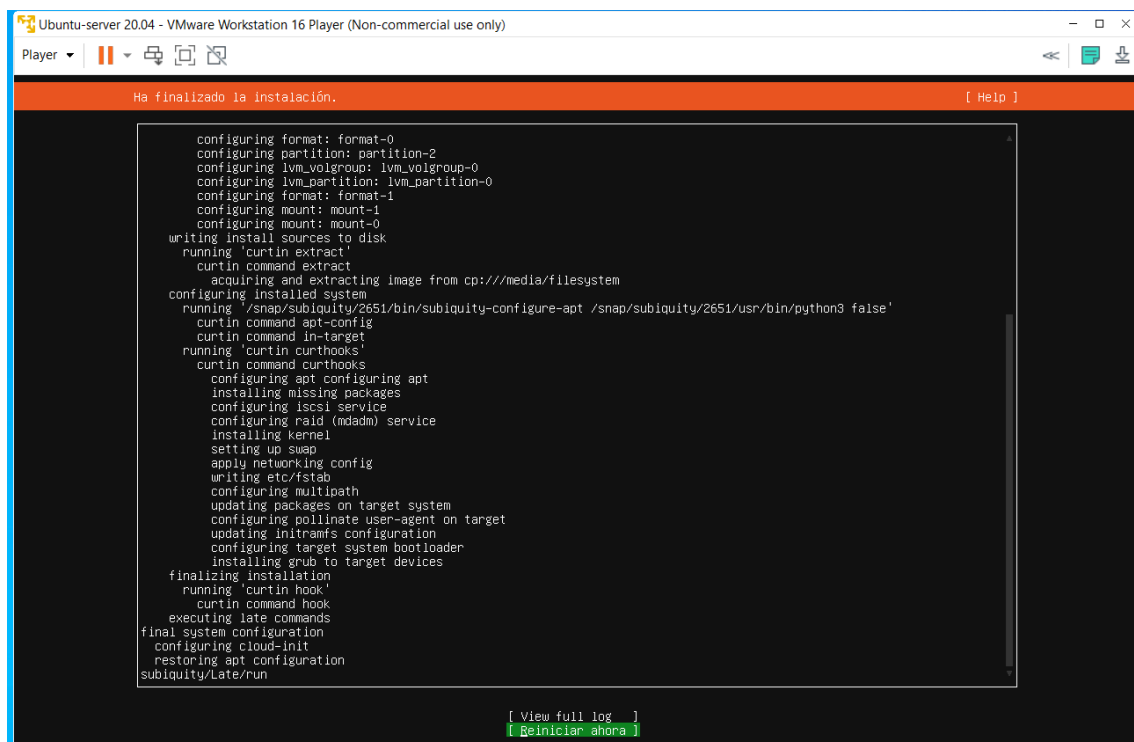 Ubuntu-server 20.04 - VMware Workstation 16 Player (Non-commercial use only)
Player
Ha finalizado la instalación. [ Help ]
configuring format: format-0
configuring partition: partition-2
configuring lvm_volgroup: lvm_volgroup-0
configuring lvm_partition: lvm_partition-0
configuring format: format-1
configuring mount: mount-1
configuring mount: mount-0
writing install sources to disk
running 'curtin extract'
curtin command extract
acquiring and extracting image from cp:///media/filesystem
configuring installed system
running '/snap/subiquity/2651/bin/subiquity-configure-apt /snap/subiquity/2651/usr/bin/python3 false'
curtin command apt-config
curtin command in-target
running 'curtin curthooks'
curtin command curthooks
configuring apt configuring apt
installing missing packages
configuring iscsi service
configuring raid (mdadm) service
installing kernel
setting up swap
apply networking config
writing etc/fstab
configuring multipath
updating packages on target system
configuring pollinate user-agent on target
updating initramfs configuration
configuring target system bootloader
installing grub to target devices
finalizing installation
running 'curtin hook'
curtin command hook
executing late commands
final system configuration
configuring cloud-init
restoring apt configuration
subiquity/Late/run
[ View full log ]
[ Reiniciar ahora ]